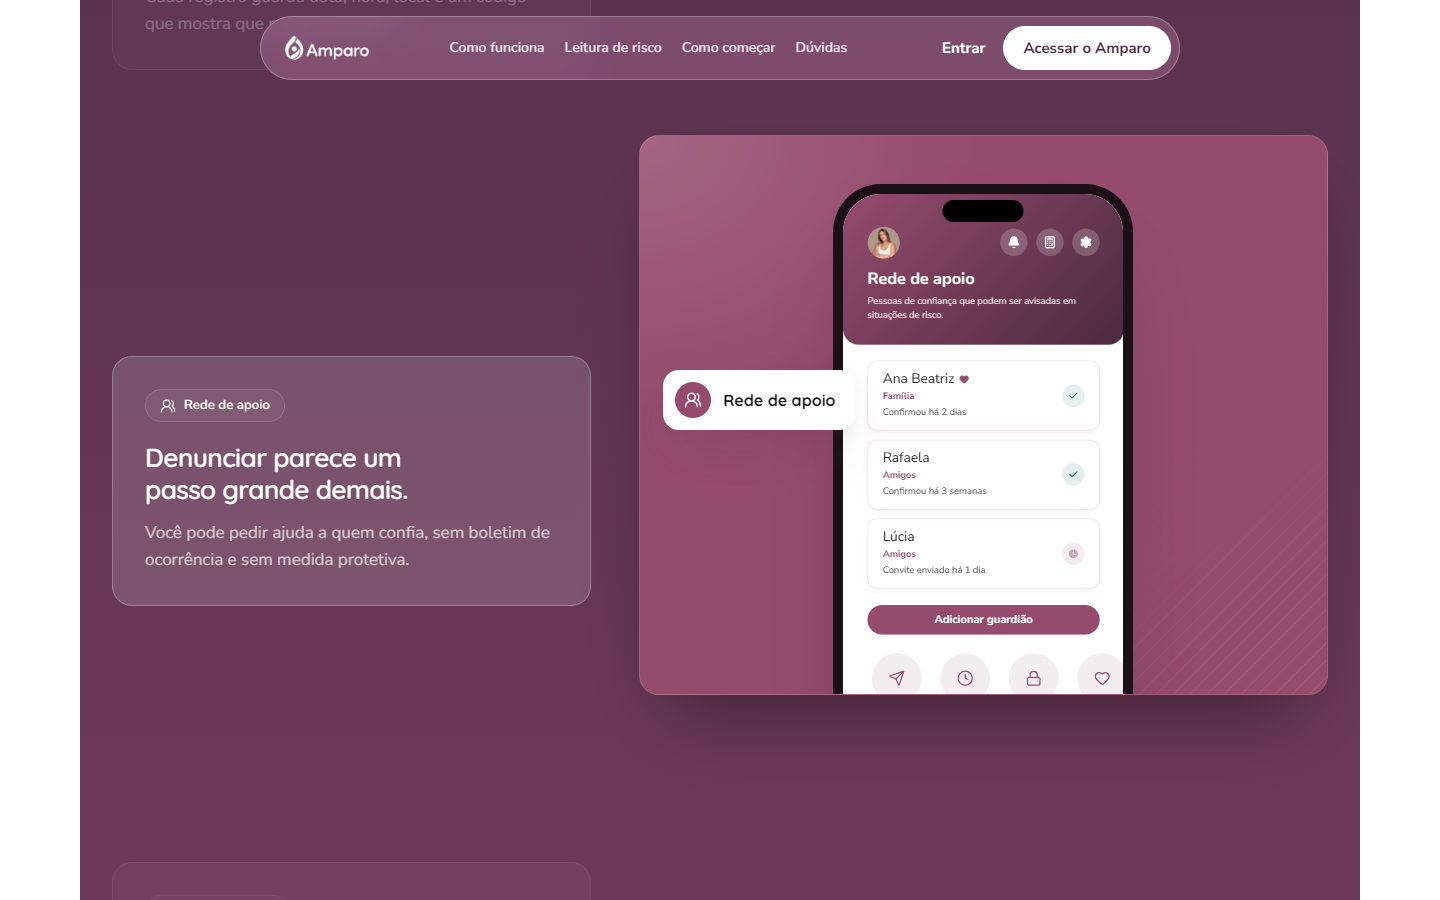 que mostra que
Amparo
Como funciona
Leitura de risco
Como começar
Dúvidas
Entrar
Acessar o Amparo
Rede de apoio
Denunciar parece um
passo grande demais.
Você pode pedir ajuda a quem confia, sem boletim de
ocorrência e sem medida protetiva.
Rede de apoio
Rede de apoio
Pessoas de confiança que podem ser avisadas em
situações de risco.
Ana Beatriz
Família
Confirmou há 2 dias
Rafaela
Amigos
Confirmou há 3 semanas
Lúcia
Amigos
Convite enviado há 1 dia
Adicionar guardião